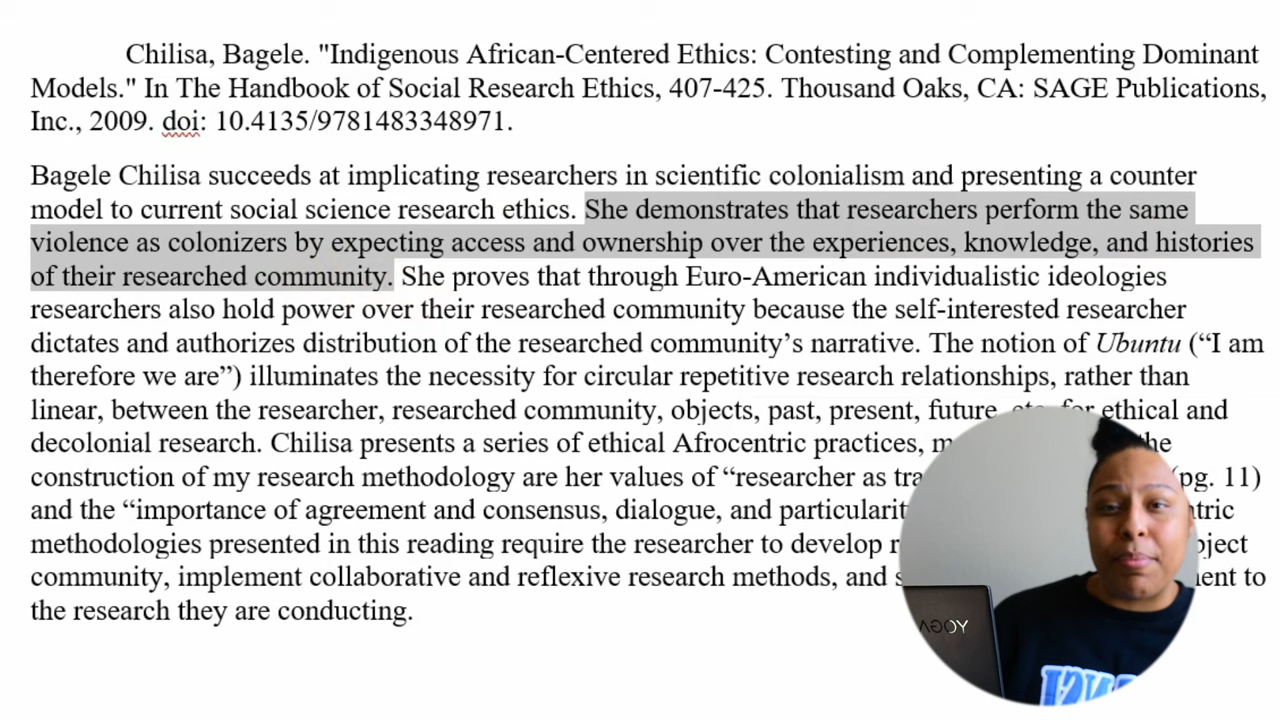 Chilisa, Bagele. "Indigenous African-Centered Ethics: Contesting and Complementing Dominant
Models." In The Handbook of Social Research Ethics, 407-425. Thousand Oaks, CA: SAGE Publications,
Inc., 2009. doi: 10.4135/9781483348971.
Bagele Chilisa succeeds at implicating researchers in scientific colonialism and presenting a counter
model to current social science research ethics. She demonstrates that researchers perform the same
violence as colonizers by expecting access and ownership over the experiences, knowledge, and histories
of their researched community. She proves that through Euro-American individualistic ideologies
researchers also hold power over their researched community because the self-interested researcher
dictates and authorizes distribution of the researched community’s narrative. The notion of Ubuntu (“I am
therefore we are”) illuminates the necessity for circular repetitive research relationships, rather than
linear, between the researcher, researched community, objects, past, present, future, etc. for ethical and
decolonial research. Chilisa presents a series of ethical Afrocentric practices, the
construction of my research methodology are her values of “researcher as (pg. 11)
and the “importance of agreement and consensus, dialogue, and
methodologies presented in this reading require the researcher to develop
community, implement collaborative and reflexive research methods, and to
the research they are conducting.
YOGA